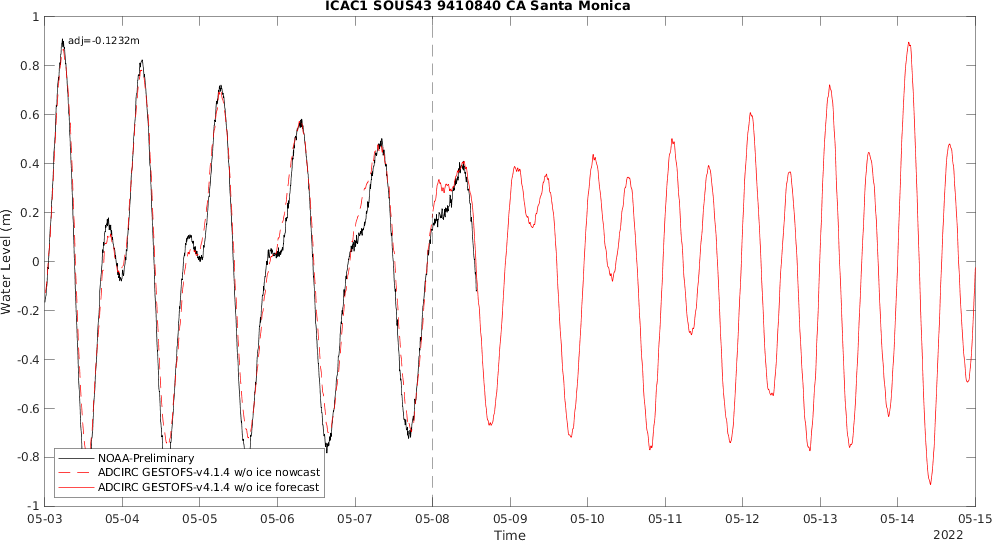 ICAC1 SOUS43 9410840 CA Santa Monica
adj=-0.1232m
1
0.8
0.6
0.4
0.2
0
-0.2
-0.4
-0.6
-0.8
-1
Water Level (m)
NOAA-Preliminary
ADCIRC GESTOFS-v4.1.4 w/o ice nowcast
ADCIRC GESTOFS-v4.1.4 w/o ice forecast
05-03 05-04 05-05 05-06 05-07 05-08 05-09 05-10 05-11 05-12 05-13 05-14 05-15
Time
2022